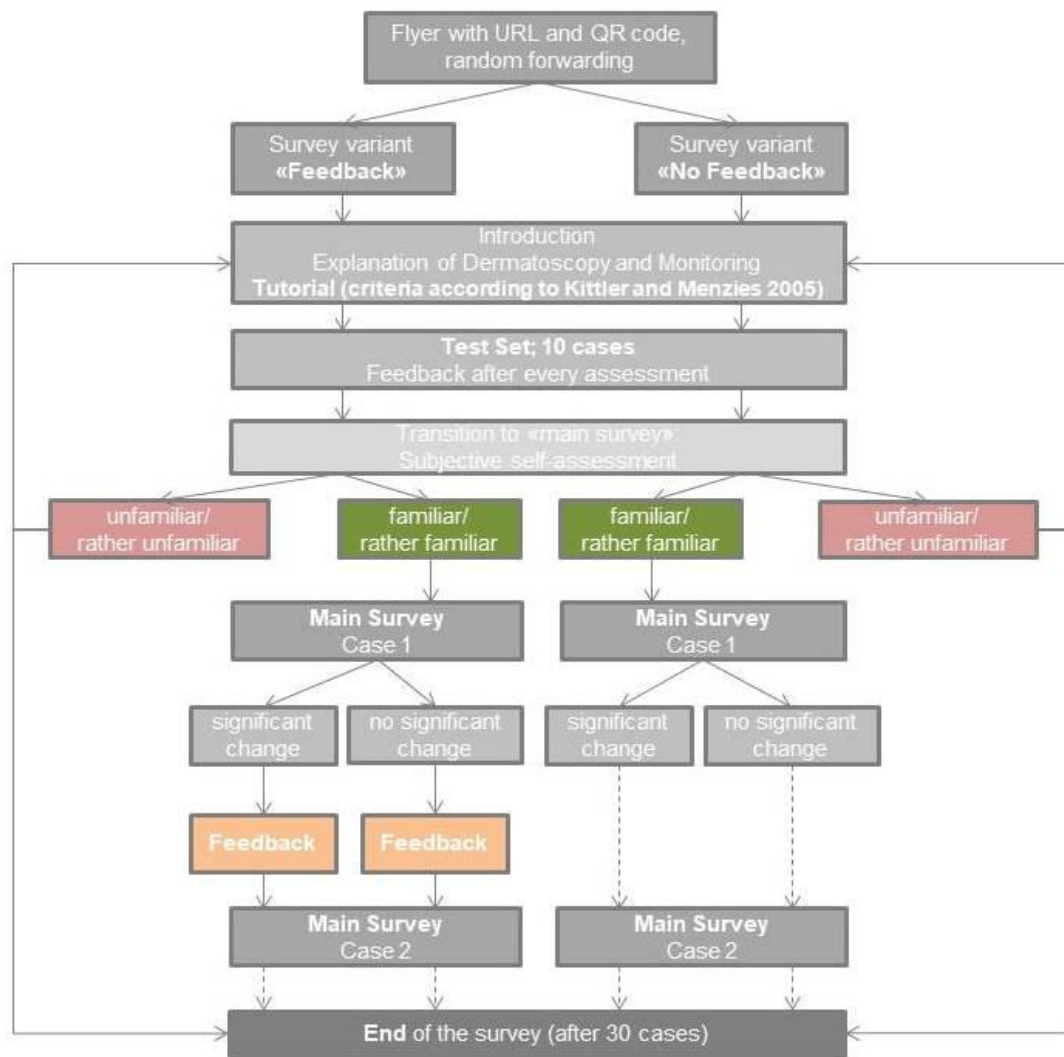 Flyer with URL and QR code,
random forwarding
Survey variant
«Feedback»
Survey variant
«No Feedback»
Introduction
Explanation of Dermatoscopy and Monitoring
Tutorial (criteria according to Kittler and Menzies 2005)
Test Set; 10 cases
Feedback after every assessment
Transition to «main survey»:
Subjective self-assessment
unfamiliar/
rather unfamiliar
familiar/
rather familiar
familiar/
rather familiar
unfamiliar/
rather unfamiliar
Main Survey
Case 1
Main Survey
Case 1
significant
change
no significant
change
significant
change
no significant
change
Feedback
Feedback
Main Survey
Case 2
Main Survey
Case 2
End of the survey (after 30 cases)